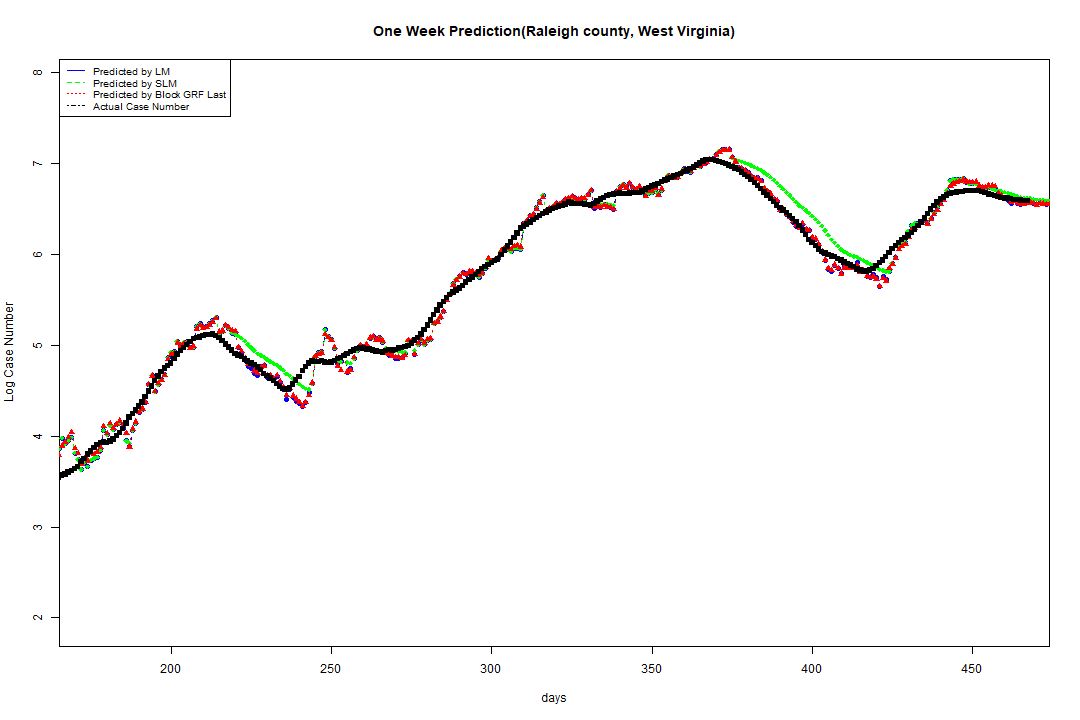 One Week Prediction(Raleigh county, West Virginia)
Predicted by LM
Predicted by SLM
Predicted by Block GRF Last
Actual Case Number
8
7
6
5
4
3
2
Log Case Number
200 250 300 350 400 450
days